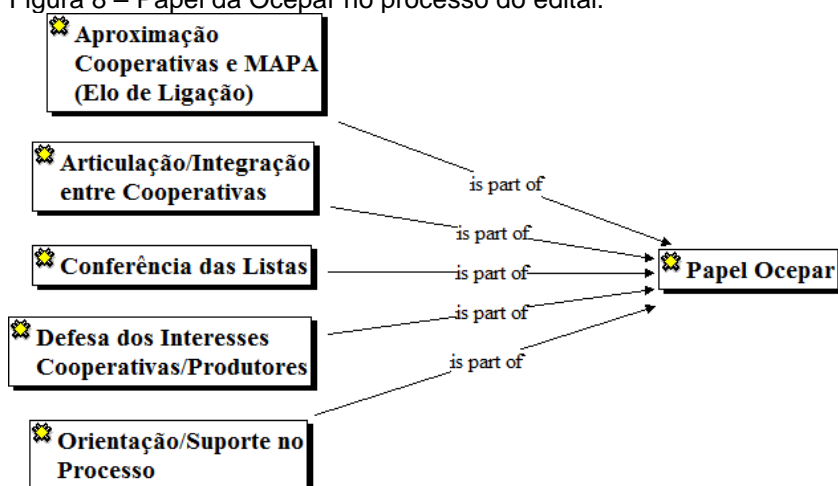 Figura 8 – Papel da Ocepar no processo do edital.
Aproximação
Cooperativas e MAPA
(Elo de Ligação)
Articulação/Integração
entre Cooperativas
Conferência das Listas
Defesa dos Interesses
Cooperativas/Produtores
Orientação/Suporte no
Processo
is part of
is part of
is part of
is part of
is part of
Papel Ocepar